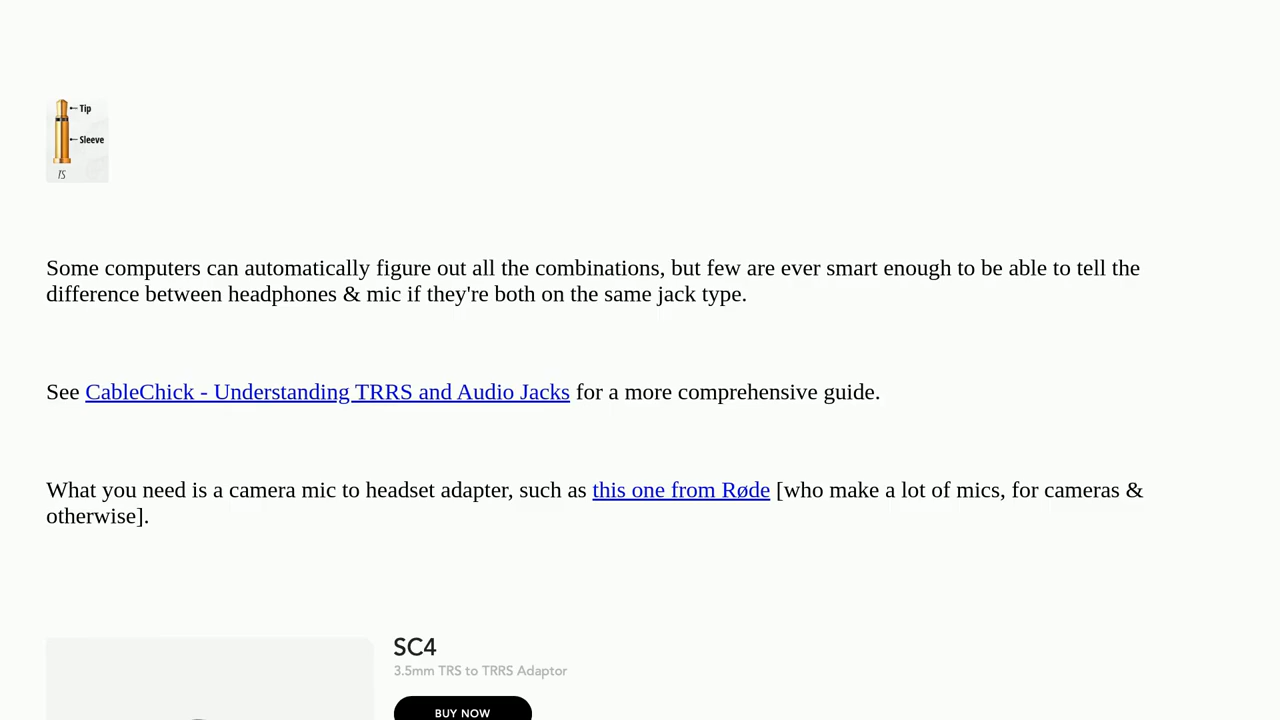 Tip
Sleeve
TS
Some computers can automatically figure out all the combinations, but few are ever smart enough to be able to tell the
difference between headphones & mic if they're both on the same jack type.
See CableChick - Understanding TRRS and Audio Jacks for a more comprehensive guide.
What you need is a camera mic to headset adapter, such as this one from Røde [who make a lot of mics, for cameras &
otherwise].
SC4
3.5mm TRS to TRRS Adaptor
BUY NOW